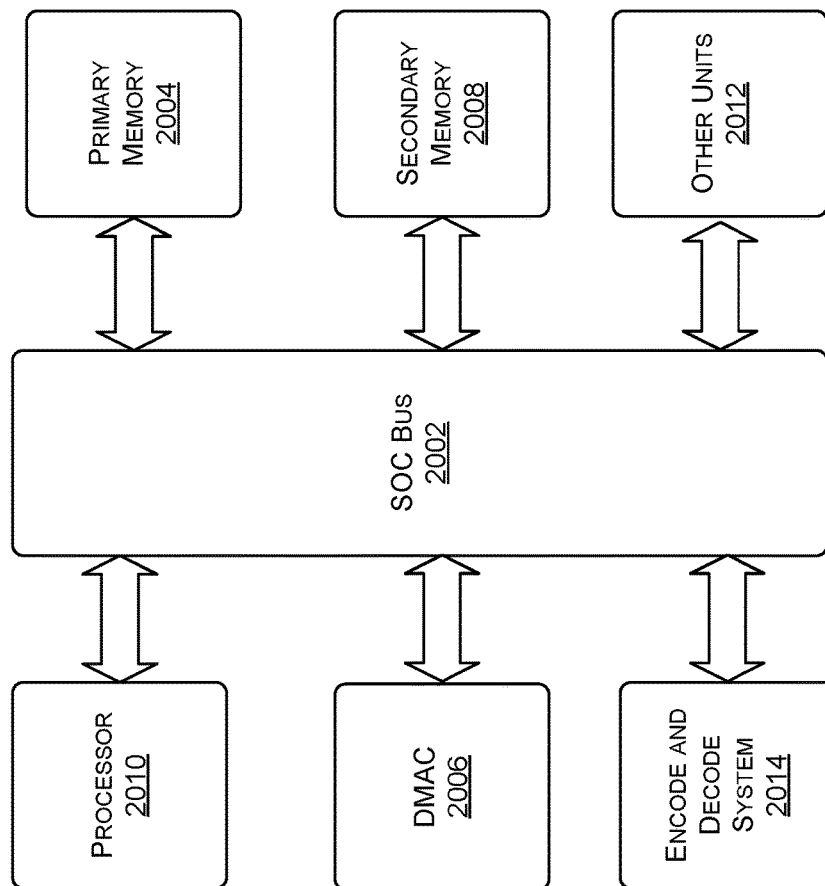 ENCODE AND
DECODE
SYSTEM
2014
DMAC
2006
PROCESSOR
2010
SOC BUS
2002
OTHER UNITS
2012
SECONDARY
MEMORY
2008
PRIMARY
MEMORY
2004